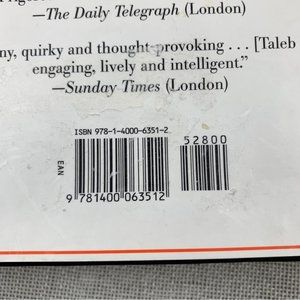 —The Daily Telegraph (London)
ny, quirky and thought-provoking . . . [Taleb
engaging, lively and intelligent.”
—Sunday Times (London)
ISBN 978-1-4000-6351-2
52800
EAN
9 781400 063512